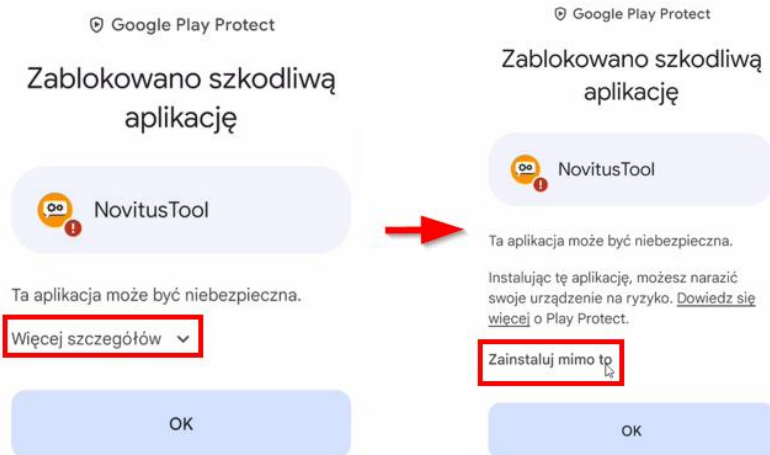 Google Play Protect
Zablokowano szkodliwą
aplikację
NovitusTool
Ta aplikacja może być niebezpieczna.
Więcej szczegółów
OK
Google Play Protect
Zablokowano szkodliwą
aplikację
NovitusTool
Ta aplikacja może być niebezpieczna.
Instalując tę aplikację, możesz narazić
swoje urządzenie na ryzyko. Dowiedz się
więcej o Play Protect.
Zainstaluj mimo to
OK